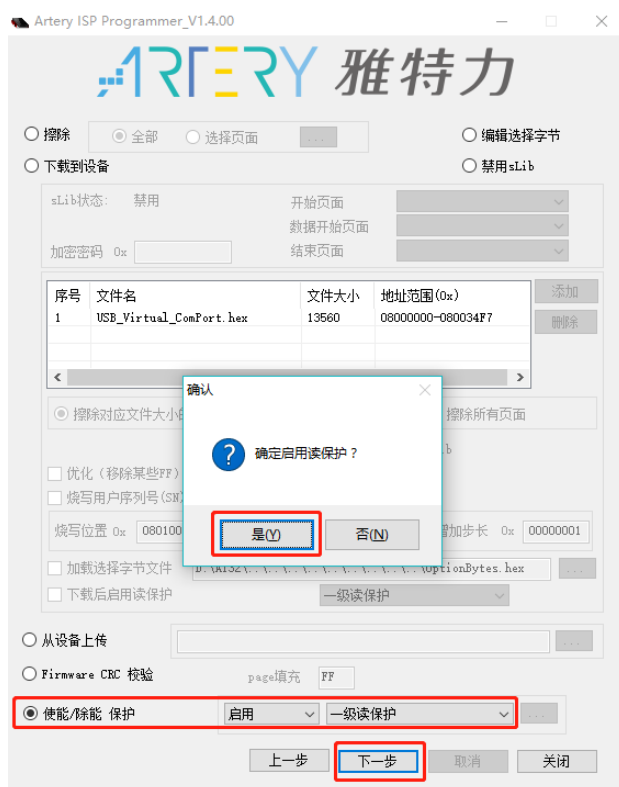 Artery ISP Programmer_V1.4.00
ARTERY 雅特力
擦除 全部 选择页面 ... 编辑选择字节
下载到设备 禁用sLib
sLib状态: 禁用 开始页面
数据开始页面
加密密码 0x 结束页面
序号 文件名 文件大小 地址范围(0x) 添加
1 USB_Virtual_ComPort.hex 13560 08000000-080034F7 删除
确认
擦除对应文件大小 擦除所有页面
确定启用读保护？
优化（移除某些FF）
烧写用户序列号(SN)
是(Y) 否(N)
烧写位置 0x 080100 增加步长 0x 00000001
加载选择字节文件 D:\AT32\..\..\..\..\..\..\..\..\OptionBytes.hex ...
下载后启用读保护 一级读保护
从设备上传 ...
Firmware CRC 校验 page填充 FF
使能/除能 保护 启用 一级读保护 ...
上一步 下一步 取消 关闭